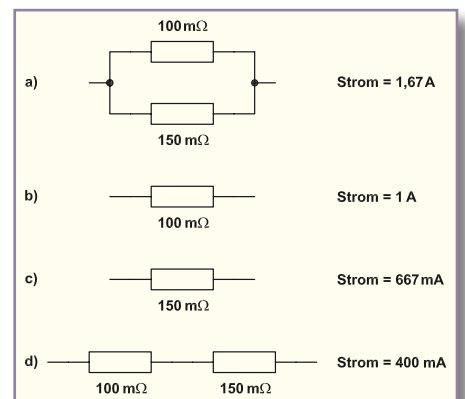 100 mΩ
a) Strom = 1,67 A
150 mΩ
b) Strom = 1 A
100 mΩ
c) Strom = 667 mA
150 mΩ
d) Strom = 400 mA
100 mΩ 150 mΩ